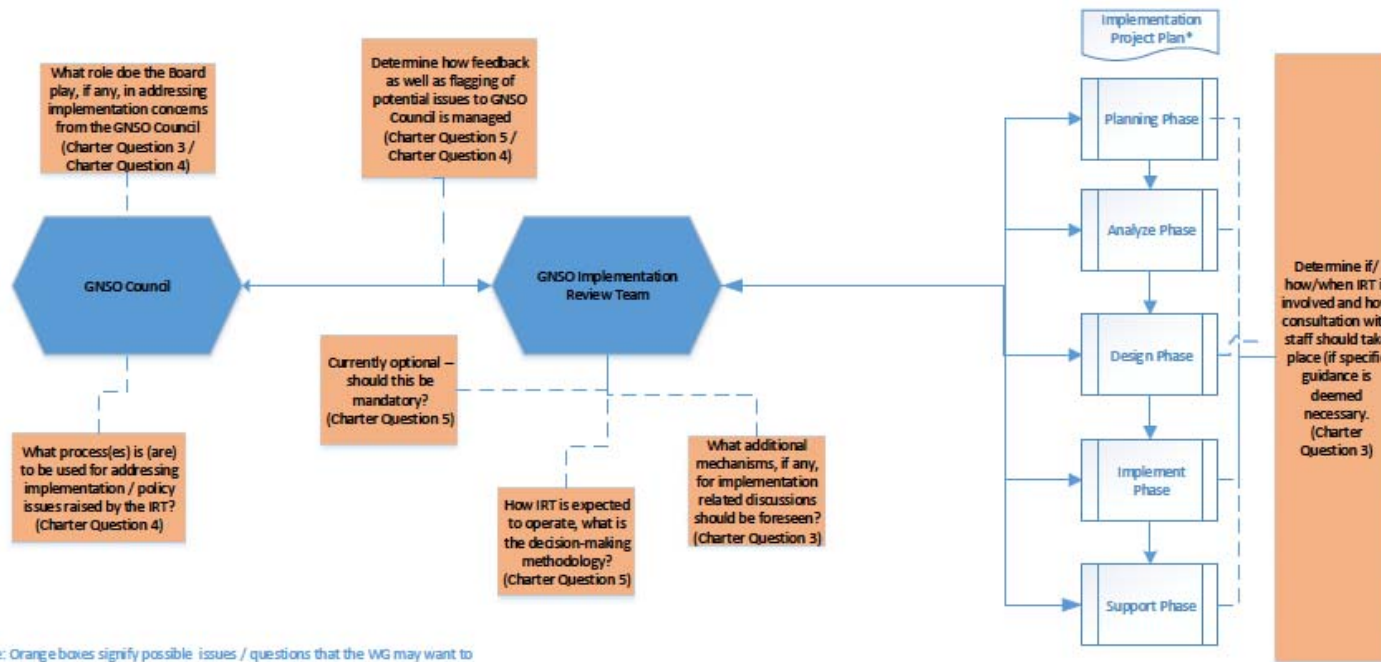 What role doe the Board
play, if any, in addressing
implementation concerns
from the GNSO Council
(Charter Question 3 /
Charter Question 4)
Determine how feedback
as well as flagging of
potential issues to GNSO
Council is managed
(Charter Question 5 /
Charter Question 4)
GNSO Council
GNSO Implementation
Review Team
What process(es) is (are)
to be used for addressing
implementation / policy
issues raised by the IRT?
(Charter Question 4)
Currently optional –
should this be
mandatory?
(Charter Question 5)
How IRT is expected
to operate, what is
the decision-making
methodology?
(Charter Question 5)
What additional
mechanisms, if any,
for implementation
related discussions
should be foreseen?
(Charter Question 3)
Implementation
Project Plan*
Planning Phase
Analyze Phase
Design Phase
Implement
Phase
Support Phase
Determine if/
how/when IRT
involved and
consultation
staff should
place (if
guidance is
deemed
necessary.
(Charter
Question 3)
: Orange boxes signify possible issues / questions that the WG may want to